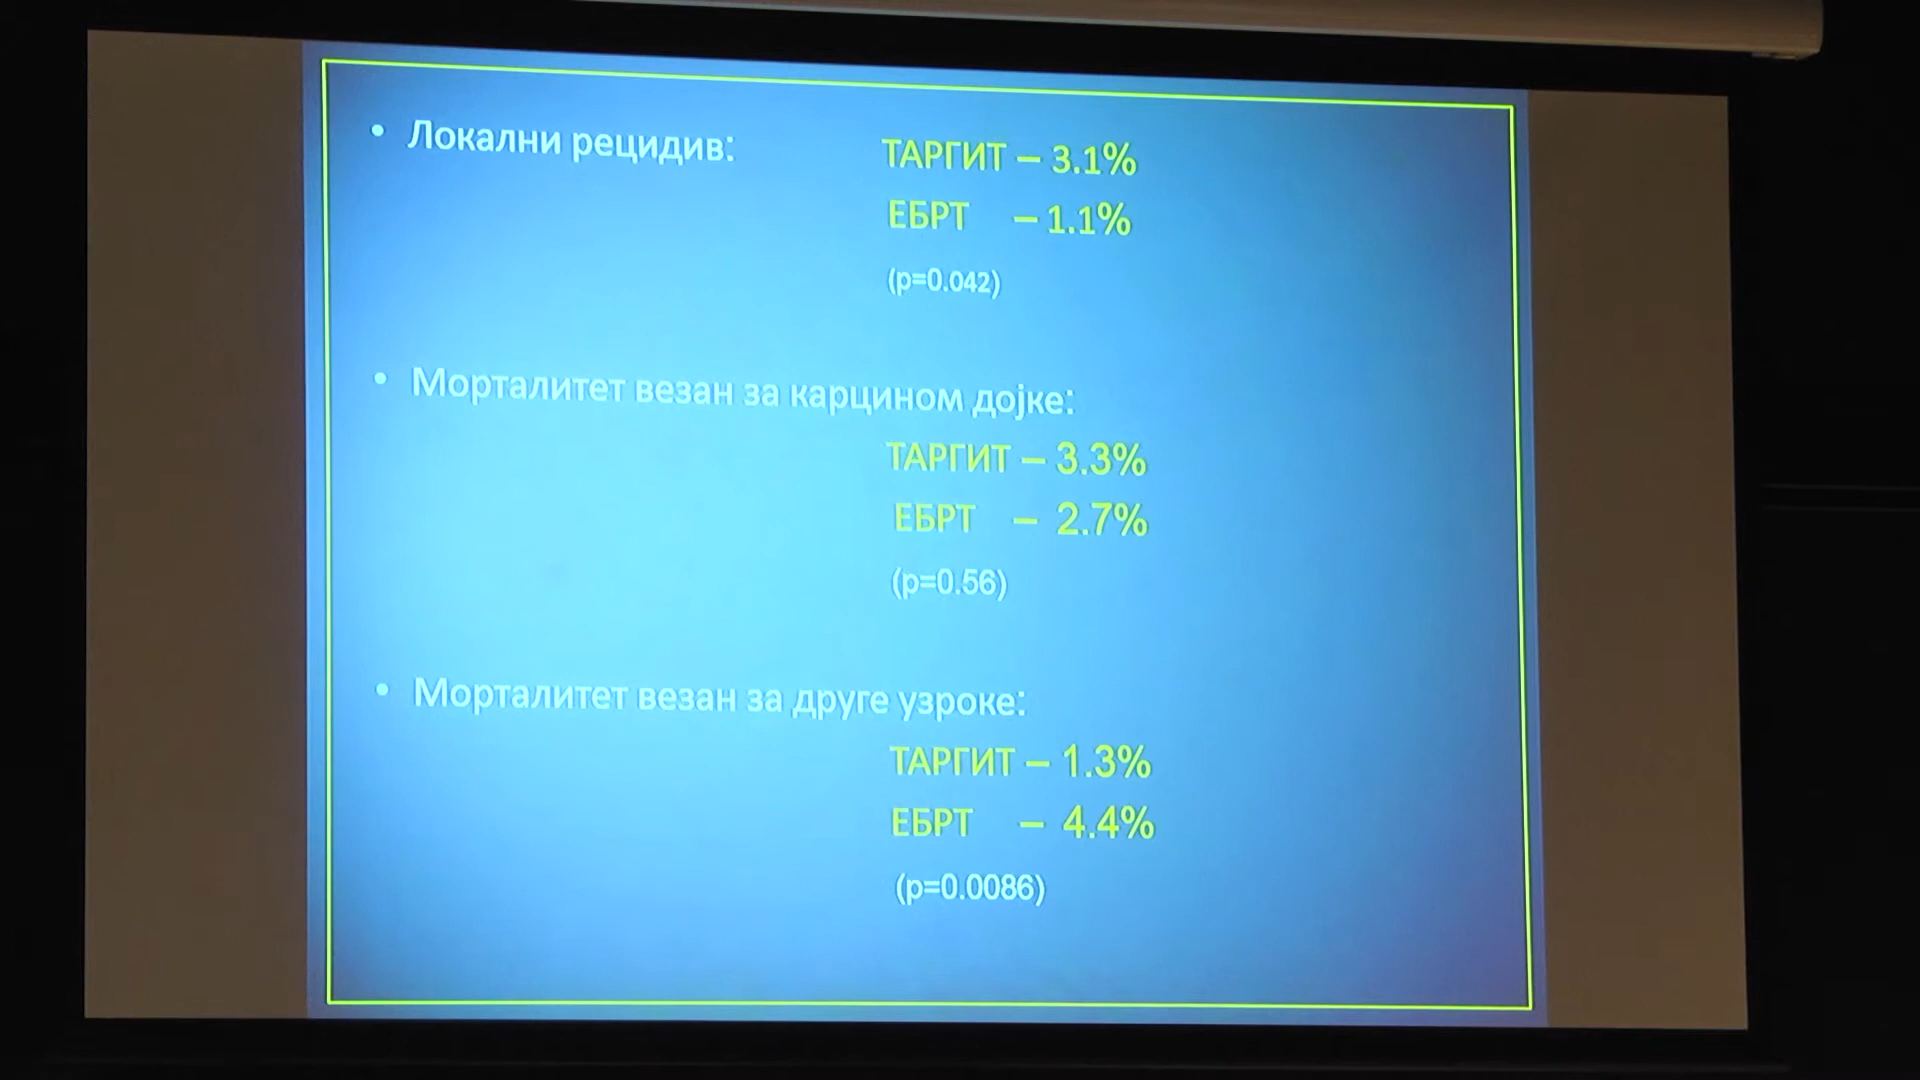 • Локални рецидив: ТАРГИТ – 3.1%
ЕБРТ – 1.1%
(p=0.042)
• Морталитет везан за карцином дојке:
ТАРГИТ – 3.3%
ЕБРТ – 2.7%
(p=0.56)
• Морталитет везан за друге узроке:
ТАРГИТ – 1.3%
ЕБРТ – 4.4%
(p=0.0086)